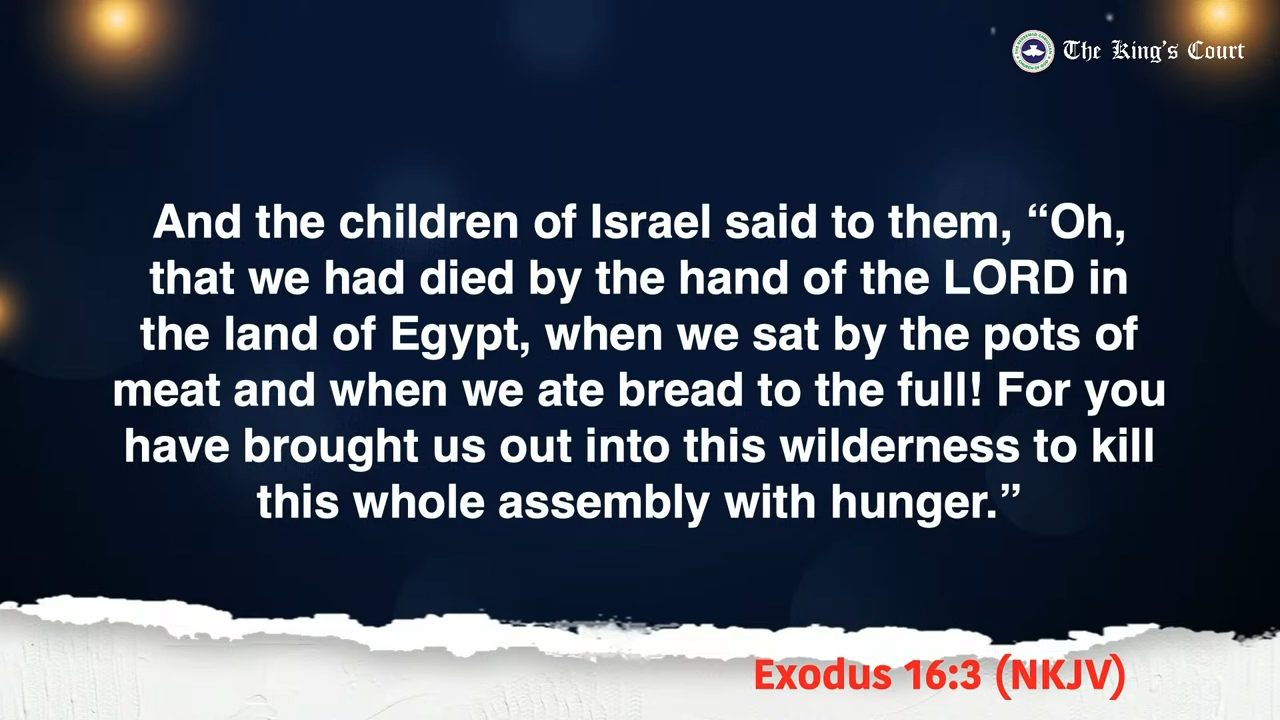 The King's Court
And the children of Israel said to them, “Oh,
that we had died by the hand of the LORD in
the land of Egypt, when we sat by the pots of
meat and when we ate bread to the full! For you
have brought us out into this wilderness to kill
this whole assembly with hunger.”
Exodus 16:3 (NKJV)